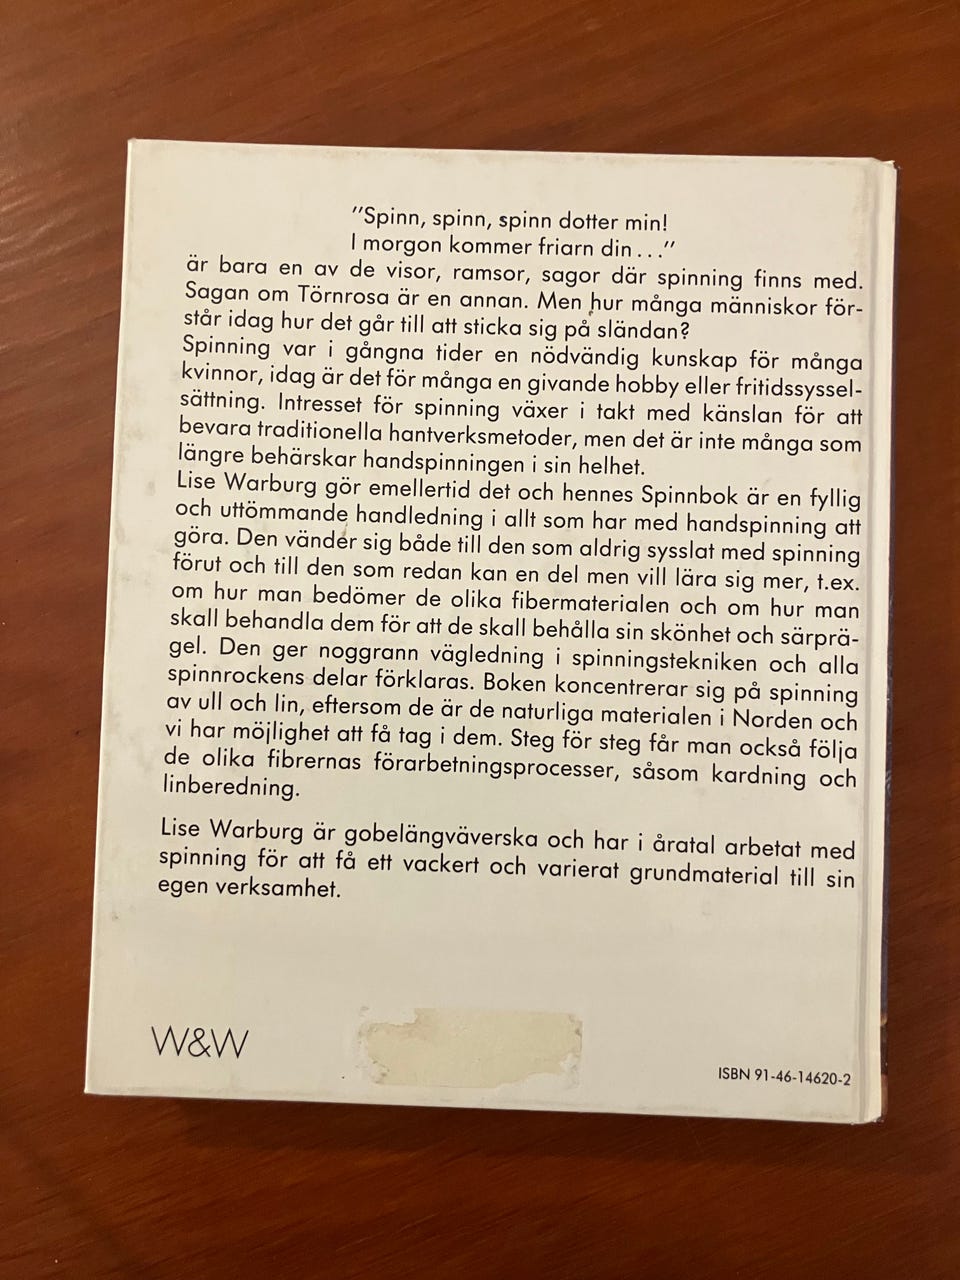 "Spinn, spinn, spinn dotter min!
I morgon kommer friarn din..."
är bara en av de visor, ramsor, sagor där spinning finns med.
Sagan om Törnrosa är en annan. Men hur många människor för-
står idag hur det går till att sticka sig på sländan?
Spinning var i gångna tider en nödvändig kunskap för många
kvinnor, idag är det för många en givande hobby eller fritidssyssel-
sättning. Intresset för spinning växer i takt med känslan för att
bevara traditionella hantverksmetoder, men det är inte många som
längre behärskar handspinningen i sin helhet.
Lise Warburg gör emellertid det och hennes Spinnbok är en fyllig
och uttömmande handledning i allt som har med handspinning att
göra. Den vänder sig både till den som aldrig sysslat med spinning
förut och till den som redan kan en del men vill lära sig mer, t.ex.
om hur man bedömer de olika fibermaterialen och om hur man
skall behandla dem för att de skall behålla sin skönhet och särprä-
gel. Den ger noggrann vägledning i spinningstekniken och alla
spinnrockens delar förklaras. Boken koncentrerar sig på spinning
av ull och lin, eftersom de är de naturliga materialen i Norden och
vi har möjlighet att få tag i dem. Steg för steg får man också följa
de olika fibrernas förarbetningsprocesser, såsom kardning och
linberedning.
Lise Warburg är gobelängväverska och har i åratal arbetat med
spinning för att få ett vackert och varierat grundmaterial till sin
egen verksamhet.
W&W
ISBN 91-46-14620-2